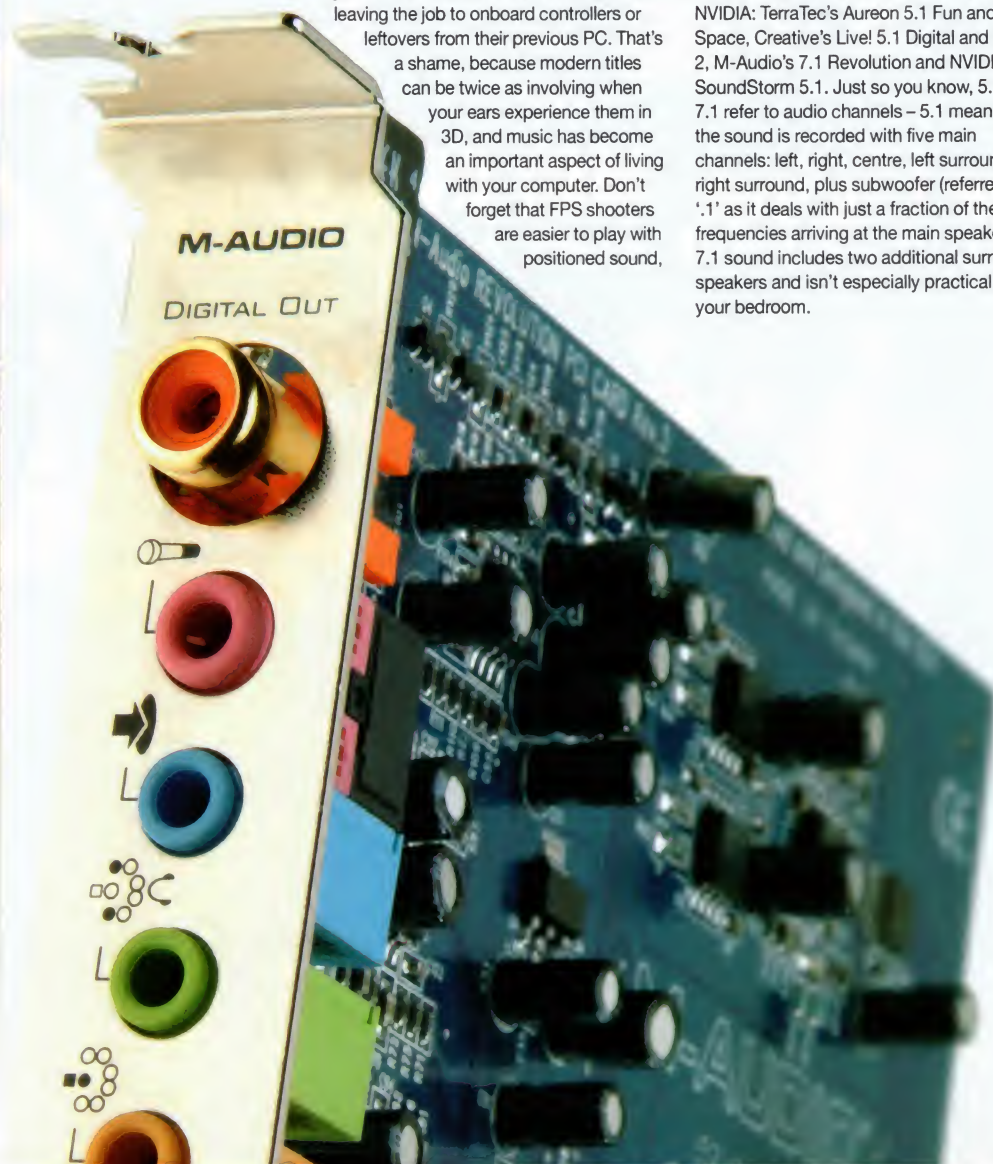 leaving the job to onboard controllers or
leftovers from their previous PC. That's
a shame, because modern titles
can be twice as involving when
your ears experience them in
3D, and music has become
an important aspect of living
with your computer. Don't
forget that FPS shooters
are easier to play with
positioned sound,
NVIDIA: TerraTec's Aureon 5.1 Fun and
Space, Creative's Live! 5.1 Digital and
2, M-Audio's 7.1 Revolution and
SoundStorm 5.1. Just so you know,
7.1 refer to audio channels – 5.1
the sound is recorded with five main
channels: left, right, centre, left
right surround, plus subwoofer
'.1' as it deals with just a fraction of the
frequencies arriving at the main
7.1 sound includes two additional
speakers and isn't especially practical
your bedroom.
M-AUDIO
DIGITAL OUT
M-Audio REVOLUTION PCI CARD
M-AUDIO